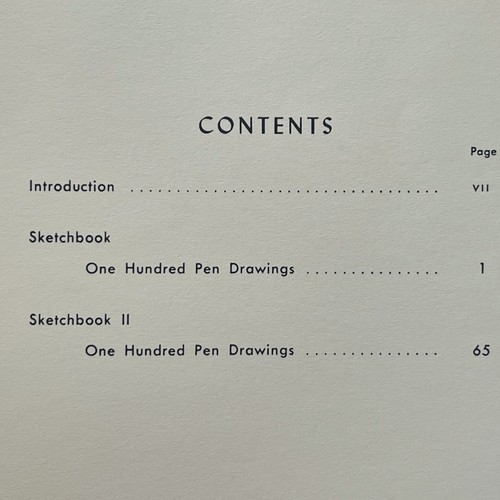 CONTENTS
Page
Introduction . . . . . . . . . . . . . . . . . . . . . . . . . . . . . . . . . . VII
Sketchbook
One Hundred Pen Drawings . . . . . . . . . . . . . . . 1
Sketchbook II
One Hundred Pen Drawings . . . . . . . . . . . . . . . 65